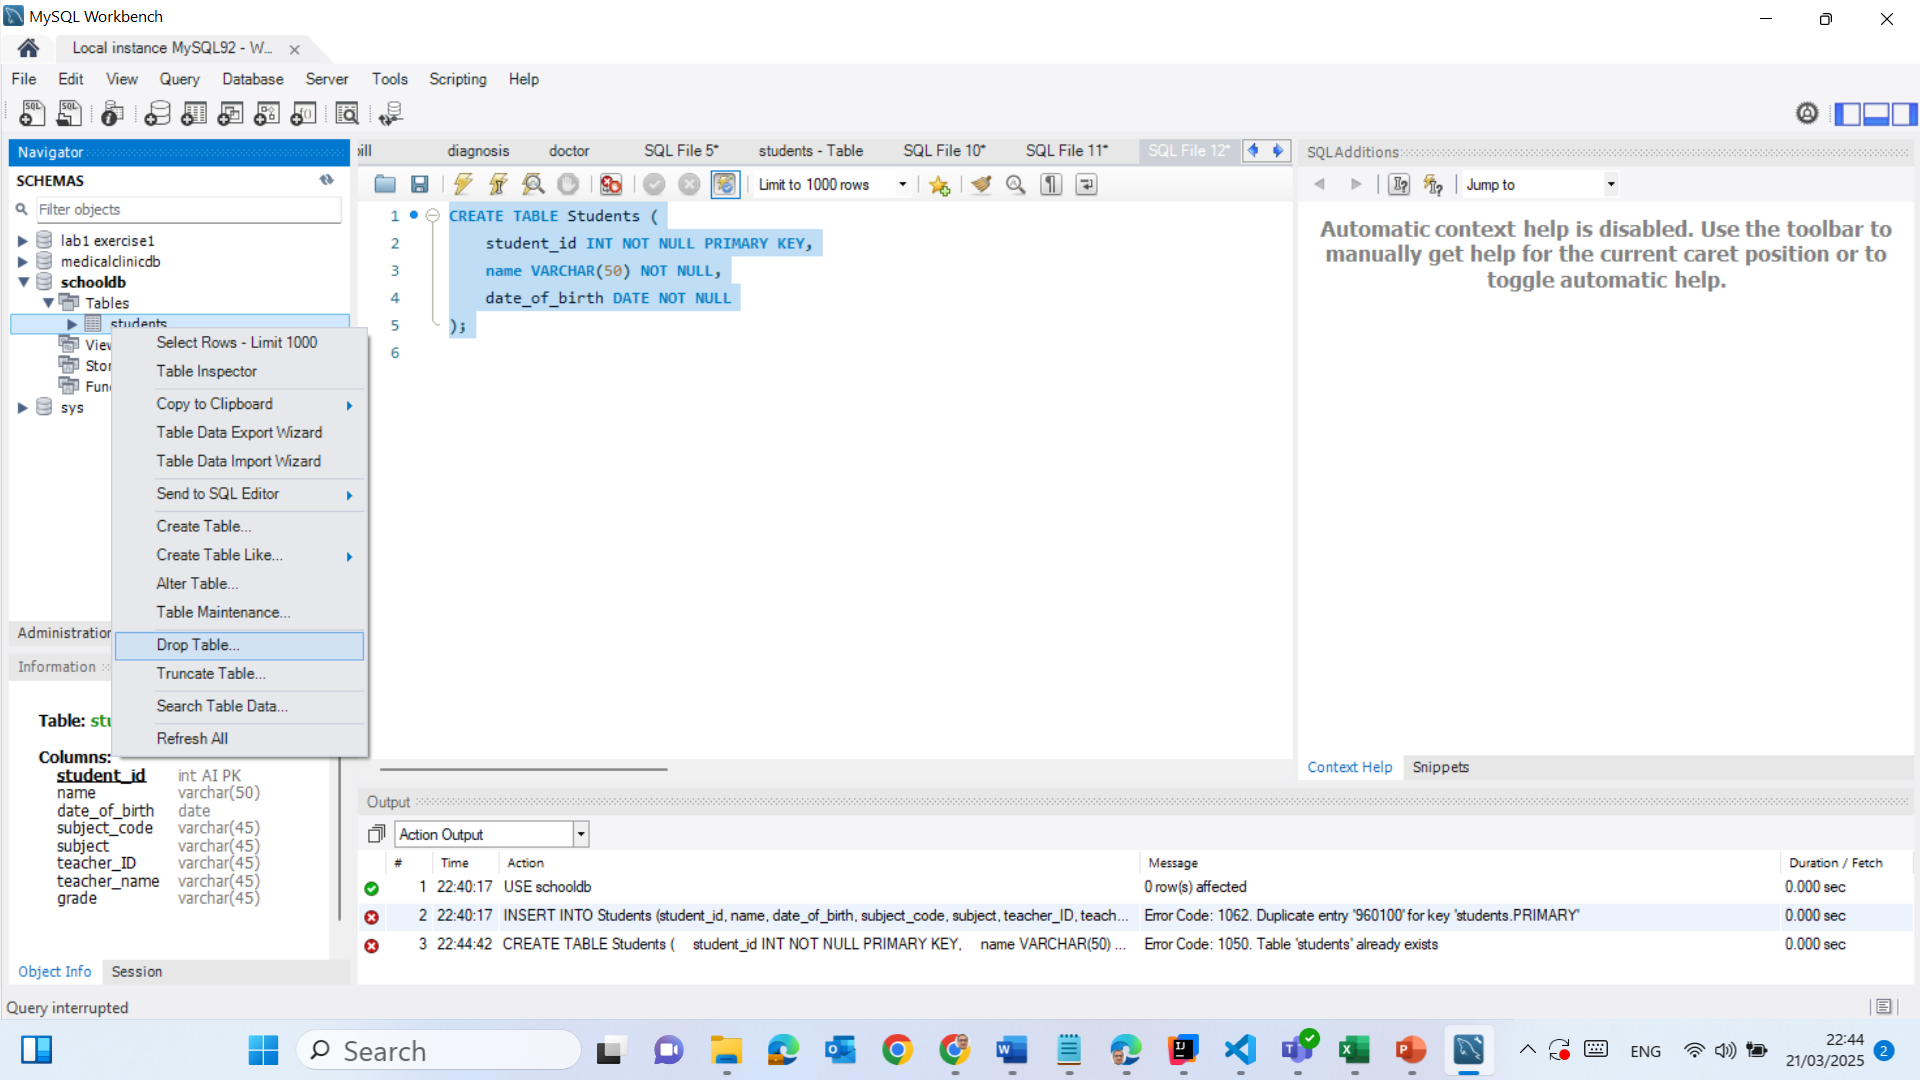 MySQL Workbench
Local instance MySQL92 - W...
File Edit View Query Database Server Tools Scripting Help
Navigator
SCHEMAS
Filter objects
lab1 exercise1
medicalclinicdb
schooldb
Tables
students
View
Stor
Fun
sys
Select Rows - Limit 1000
Table Inspector
Copy to Clipboard
Table Data Export Wizard
Table Data Import Wizard
Send to SQL Editor
Create Table...
Create Table Like...
Alter Table...
Table Maintenance...
Drop Table...
Truncate Table...
Search Table Data...
Refresh All
Administration
Information
Table: stu
Columns:
student_id int AI PK
name varchar(50)
date_of_birth date
subject_code varchar(45)
subject varchar(45)
teacher_ID varchar(45)
teacher_name varchar(45)
grade varchar(45)
Object Info Session
Query interrupted
ill diagnosis doctor SQL File 5* students - Table SQL File 10* SQL File 11* SQL File 12*
Limit to 1000 rows
1 CREATE TABLE Students (
2 student_id INT NOT NULL PRIMARY KEY,
3 name VARCHAR(50) NOT NULL,
4 date_of_birth DATE NOT NULL
5 );
6
SQLAdditions
Jump to
Automatic context help is disabled. Use the toolbar to
manually get help for the current caret position or to
toggle automatic help.
Context Help Snippets
Output
Action Output
# Time Action Message Duration / Fetch
1 22:40:17 USE schooldb 0 row(s) affected 0.000 sec
2 22:40:17 INSERT INTO Students (student_id, name, date_of_birth, subject_code, subject, teacher_ID, teach... Error Code: 1062. Duplicate entry '960100' for key 'students.PRIMARY' 0.000 sec
3 22:44:42 CREATE TABLE Students ( student_id INT NOT NULL PRIMARY KEY, name VARCHAR(50) ... Error Code: 1050. Table 'students' already exists 0.000 sec
Search
ENG
22:44
21/03/2025
2